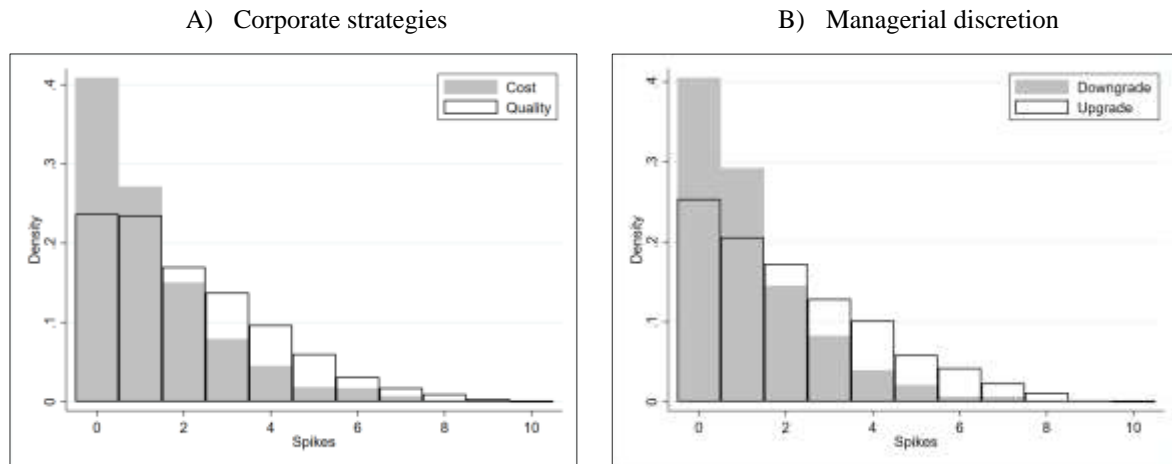 A) Corporate strategies
B) Managerial discretion
Cost
Quality
Density
0
.1
.2
.3
.4
0
2
4
6
8
10
Spikes
Downgrade
Upgrade
Density
0
.1
.2
.3
.4
0
2
4
6
8
10
Spikes